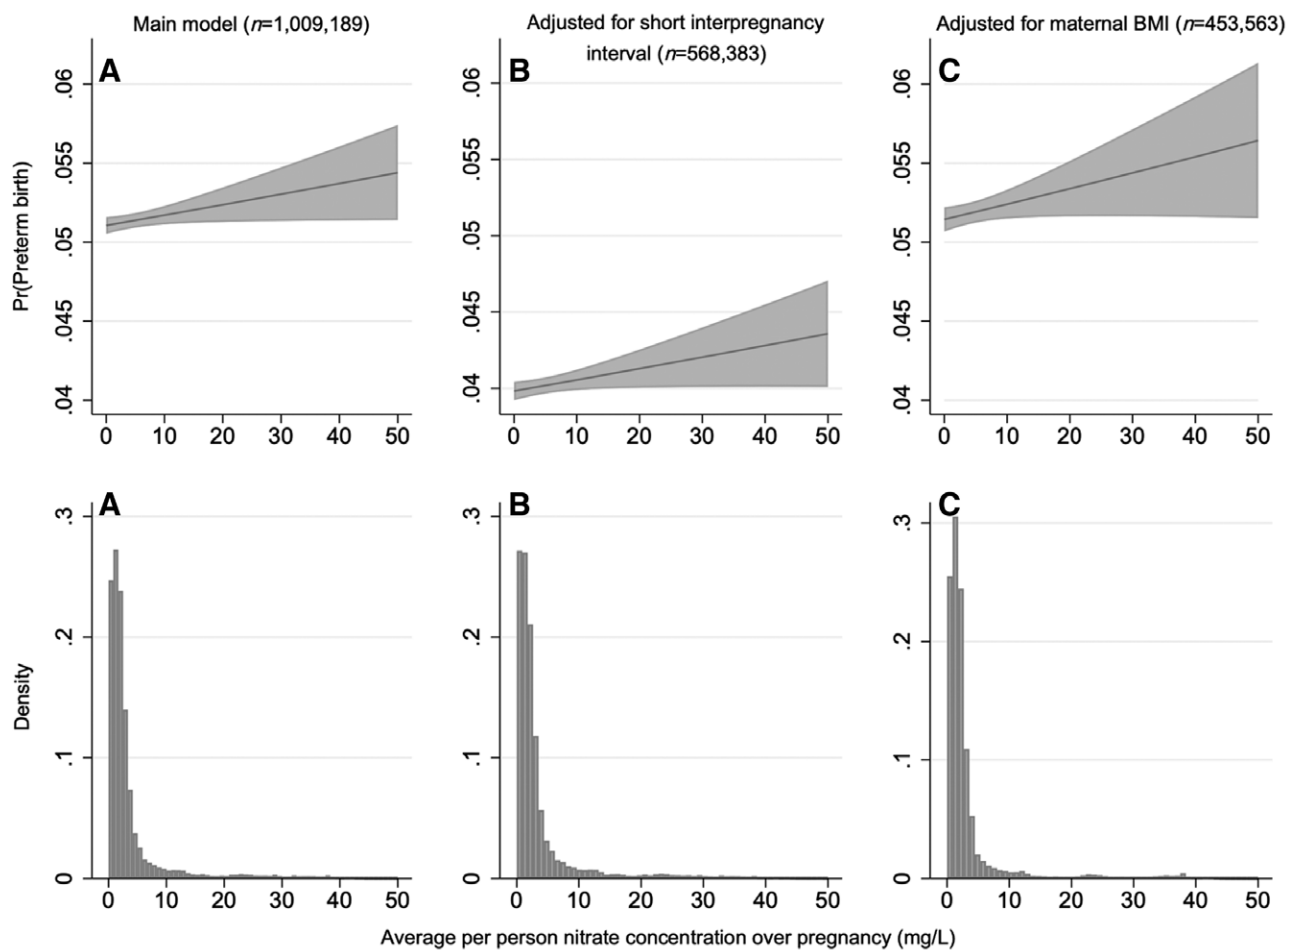 Main model (n=1,009,189)
Adjusted for short interpregnancy
interval (n=568,383)
Adjusted for maternal BMI (n=453,563)
A
B
C
Pr(Preterm birth)
.06
.055
.05
.045
.04
0 10 20 30 40 50
.06
.055
.05
.045
.04
0 10 20 30 40 50
.06
.055
.05
.045
.04
0 10 20 30 40 50
A
B
C
Density
.3
.2
.1
0
0 10 20 30 40 50
.3
.2
.1
0
0 10 20 30 40 50
.3
.2
.1
0
0 10 20 30 40 50
Average per person nitrate concentration over pregnancy (mg/L)